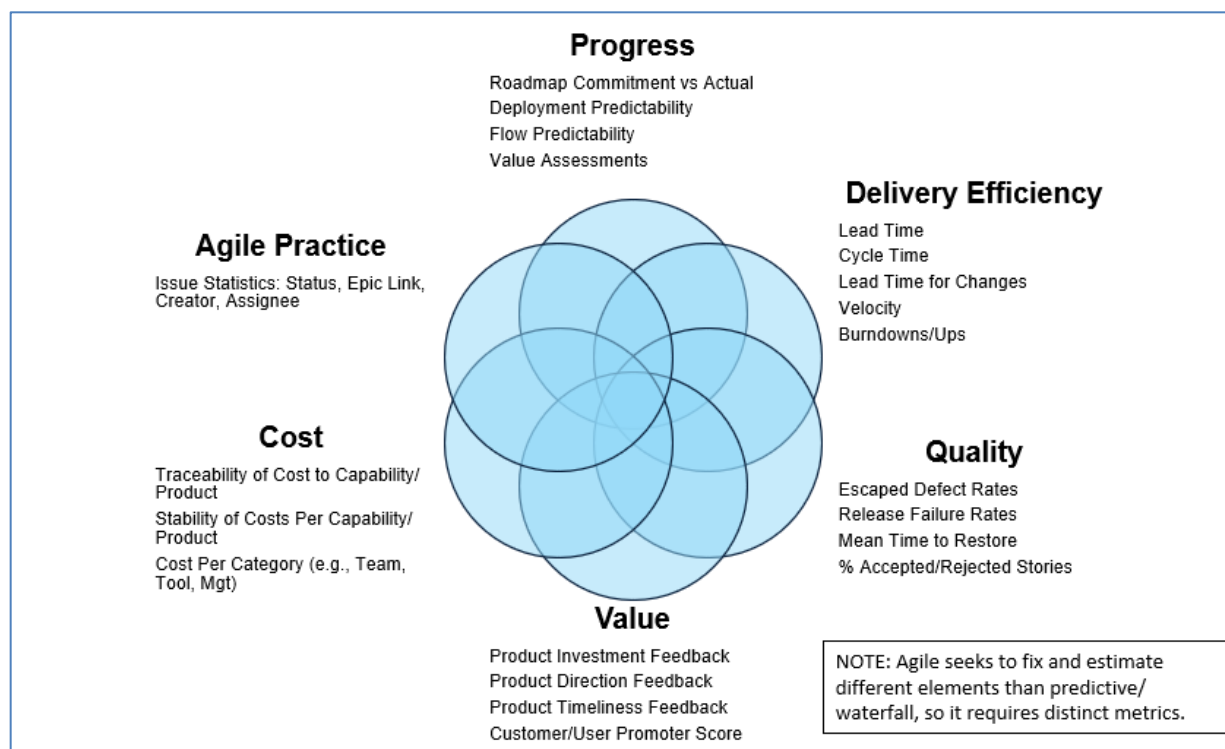 Progress
Roadmap Commitment vs Actual
Deployment Predictability
Flow Predictability
Value Assessments
Delivery Efficiency
Lead Time
Cycle Time
Lead Time for Changes
Velocity
Burndowns/Ups
Agile Practice
Issue Statistics: Status, Epic Link,
Creator, Assignee
Cost
Traceability of Cost to Capability/
Product
Stability of Costs Per Capability/
Product
Cost Per Category (e.g., Team,
Tool, Mgt)
Quality
Escaped Defect Rates
Release Failure Rates
Mean Time to Restore
% Accepted/Rejected Stories
Value
Product Investment Feedback
Product Direction Feedback
Product Timeliness Feedback
Customer/User Promoter Score
NOTE: Agile seeks to fix and estimate
different elements than predictive/
waterfall, so it requires distinct metrics.